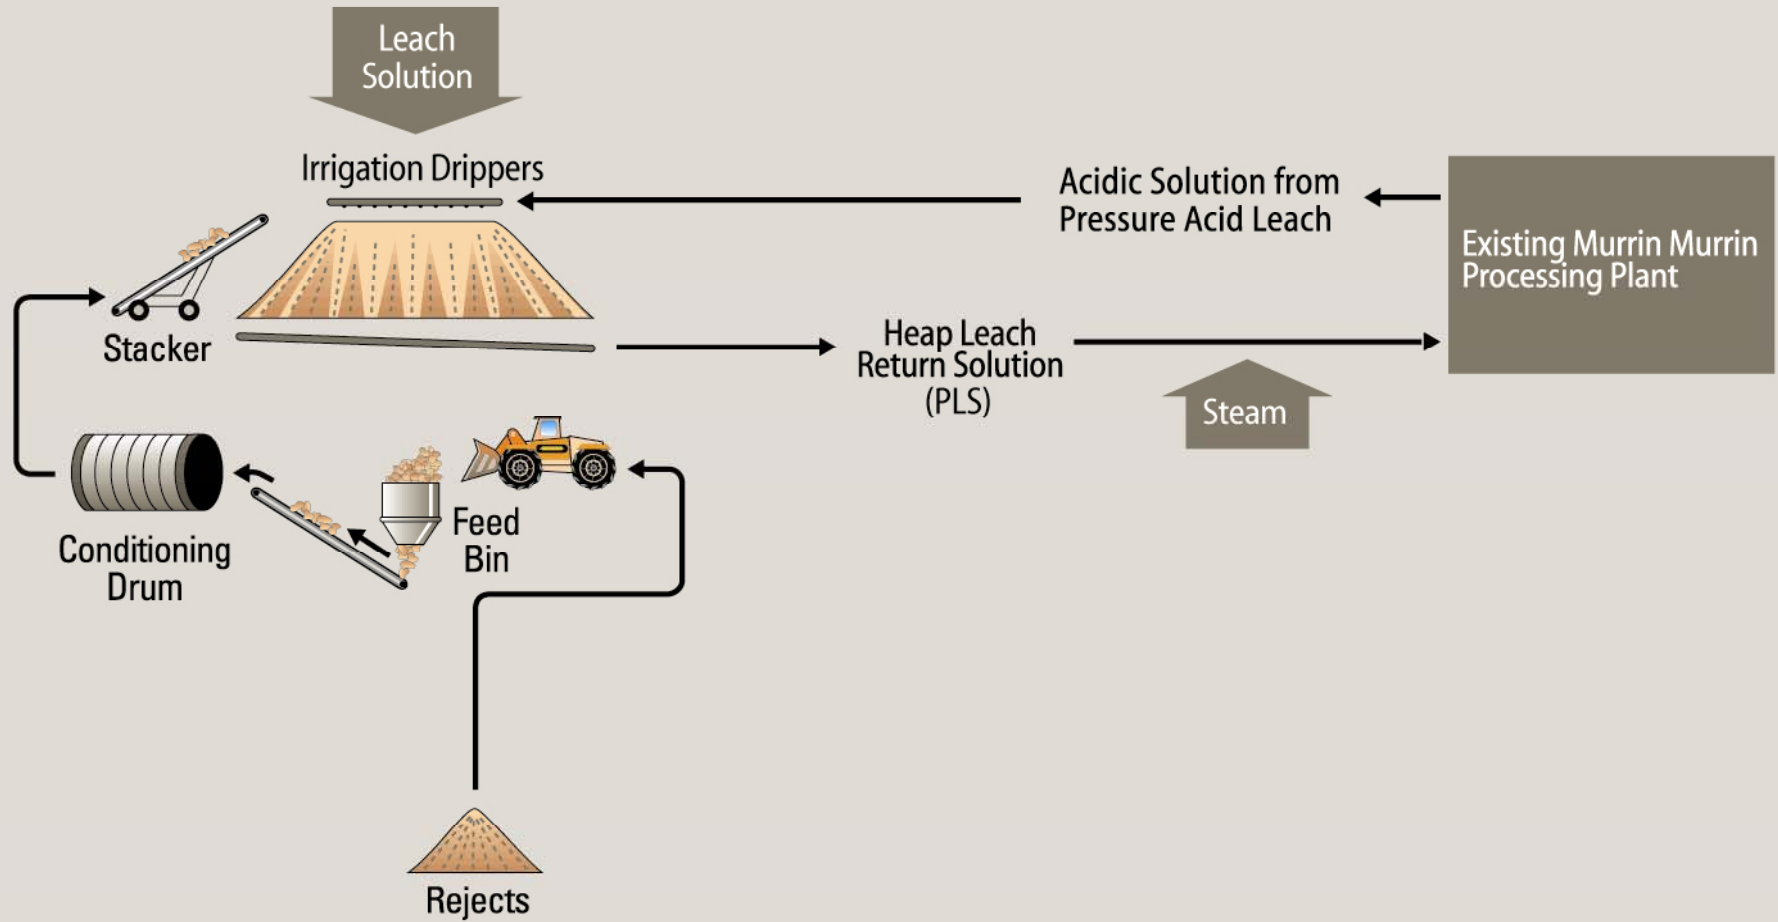 Leach
Solution
Irrigation Drippers
Acidic Solution from
Pressure Acid Leach
Existing Murrin Murrin
Processing Plant
Stacker
Heap Leach
Return Solution
(PLS)
Steam
Conditioning
Drum
Feed
Bin
Rejects